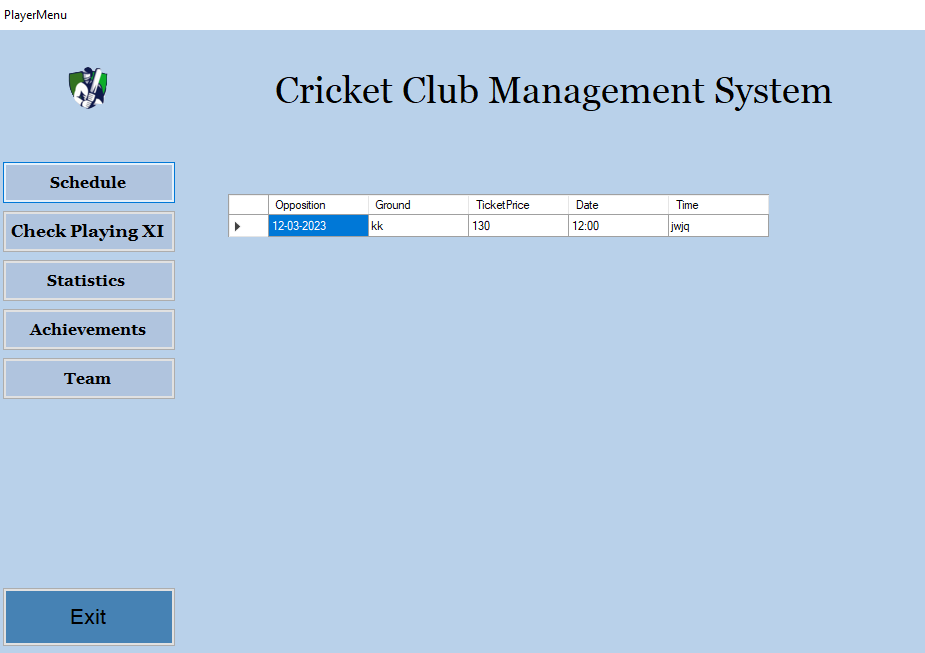 PlayerMenu
Cricket Club Management System
Schedule
Check Playing XI
Statistics
Achievements
Team
Exit
Opposition Ground TicketPrice Date Time
12-03-2023 kk 130 12:00 jwjq